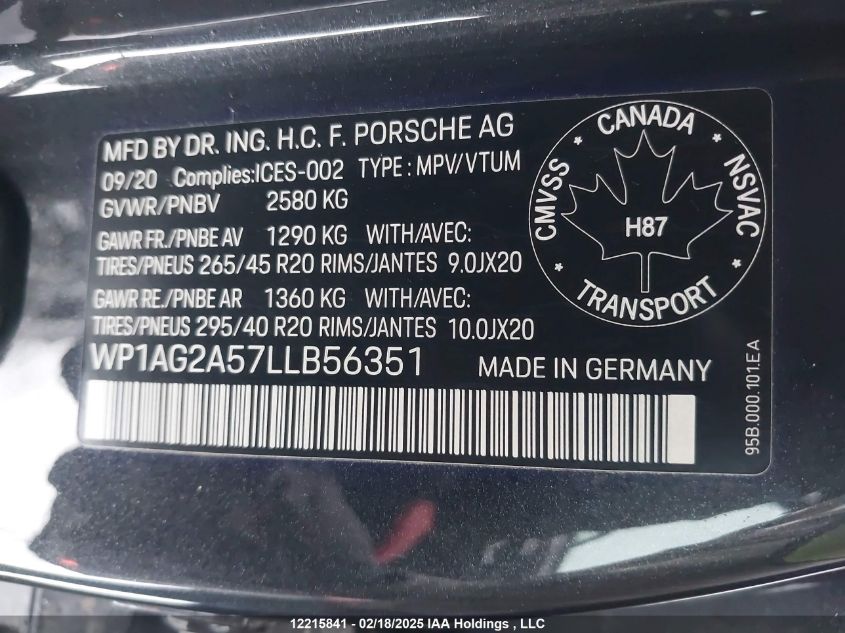 MFD BY DR. ING. H.C. F. PORSCHE AG
09/20 Complies:ICES-002 TYPE : MPV/VTUM
GVWR/PNBV 2580 KG
GAWR FR./PNBE AV 1290 KG WITH/AVEC:
TIRES/PNEUS 265/45 R20 RIMS/JANTES 9.0JX20
GAWR RE./PNBE AR 1360 KG WITH/AVEC:
TIRES/PNEUS 295/40 R20 RIMS/JANTES 10.0JX20
WP1AG2A57LLB56351 MADE IN GERMANY
CANADA
CMVSS
NSVAC
H87
TRANSPORT
95B.000.101.E.A
12215841 - 02/18/2025 IAA Holdings , LLC